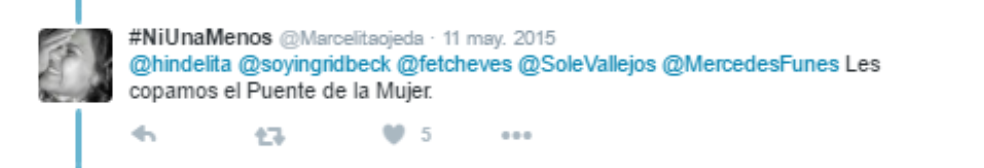 #NiUnaMenos @Marcelitaojeda · 11 may. 2015
@hindelita @soyingridbeck @fetcheves @SoleVallejos @MercedesFunes Les
copamos el Puente de la Mujer.
5